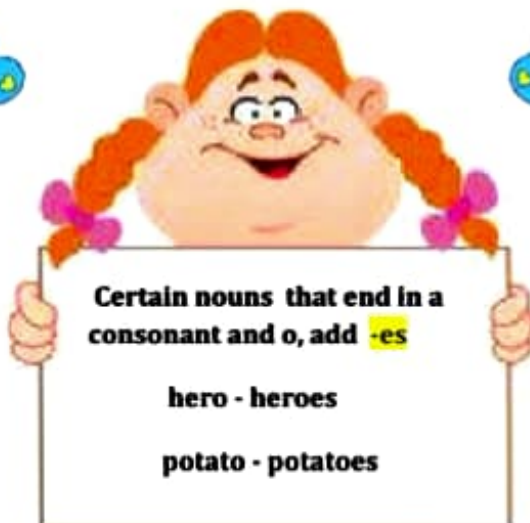 Certain nouns that end in a
consonant and o, add -es
hero - heroes
potato - potatoes